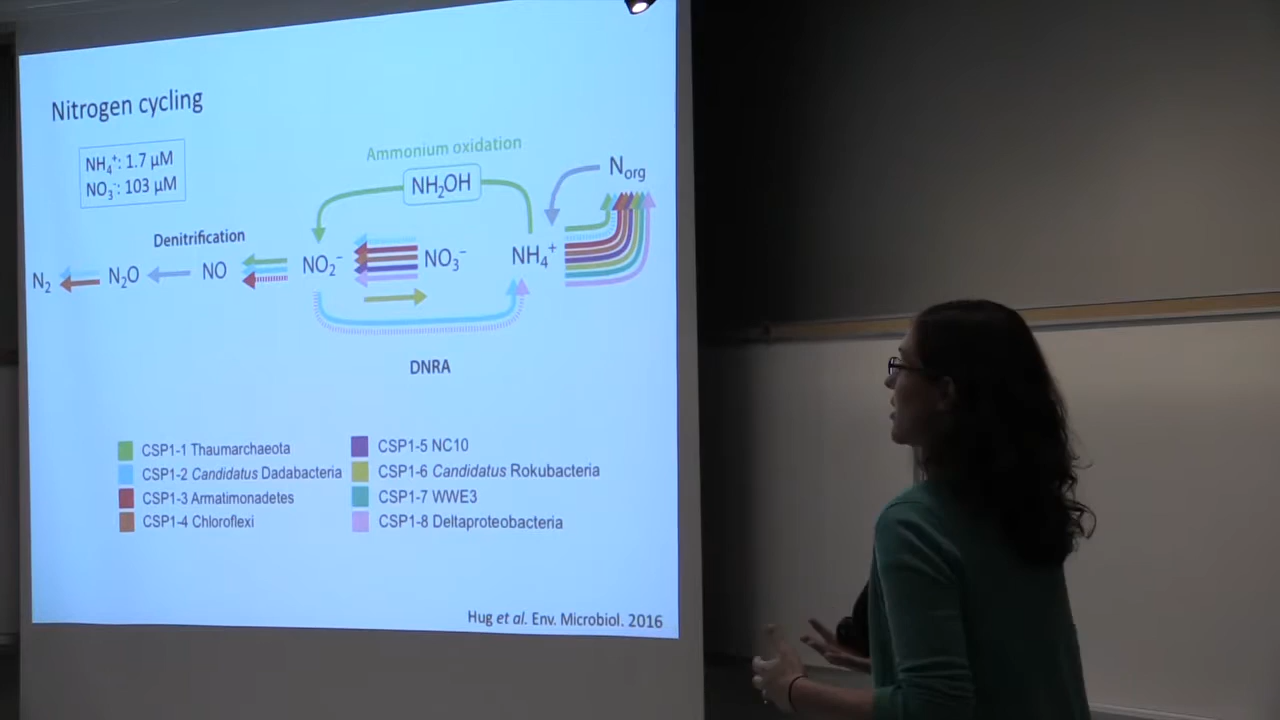 Nitrogen cycling
NH₄⁺: 1.7 µM
NO₃⁻: 103 µM
Ammonium oxidation
NH₂OH
N_org
Denitrification
N₂
N₂O
NO
NO₂⁻
NO₃⁻
NH₄⁺
DNRA
CSP1-1 Thaumarchaeota
CSP1-2 Candidatus Dadabacteria
CSP1-3 Armatimonadetes
CSP1-4 Chloroflexi
CSP1-5 NC10
CSP1-6 Candidatus Rokubacteria
CSP1-7 WWE3
CSP1-8 Deltaproteobacteria
Hug et al. Env. Microbiol. 2016